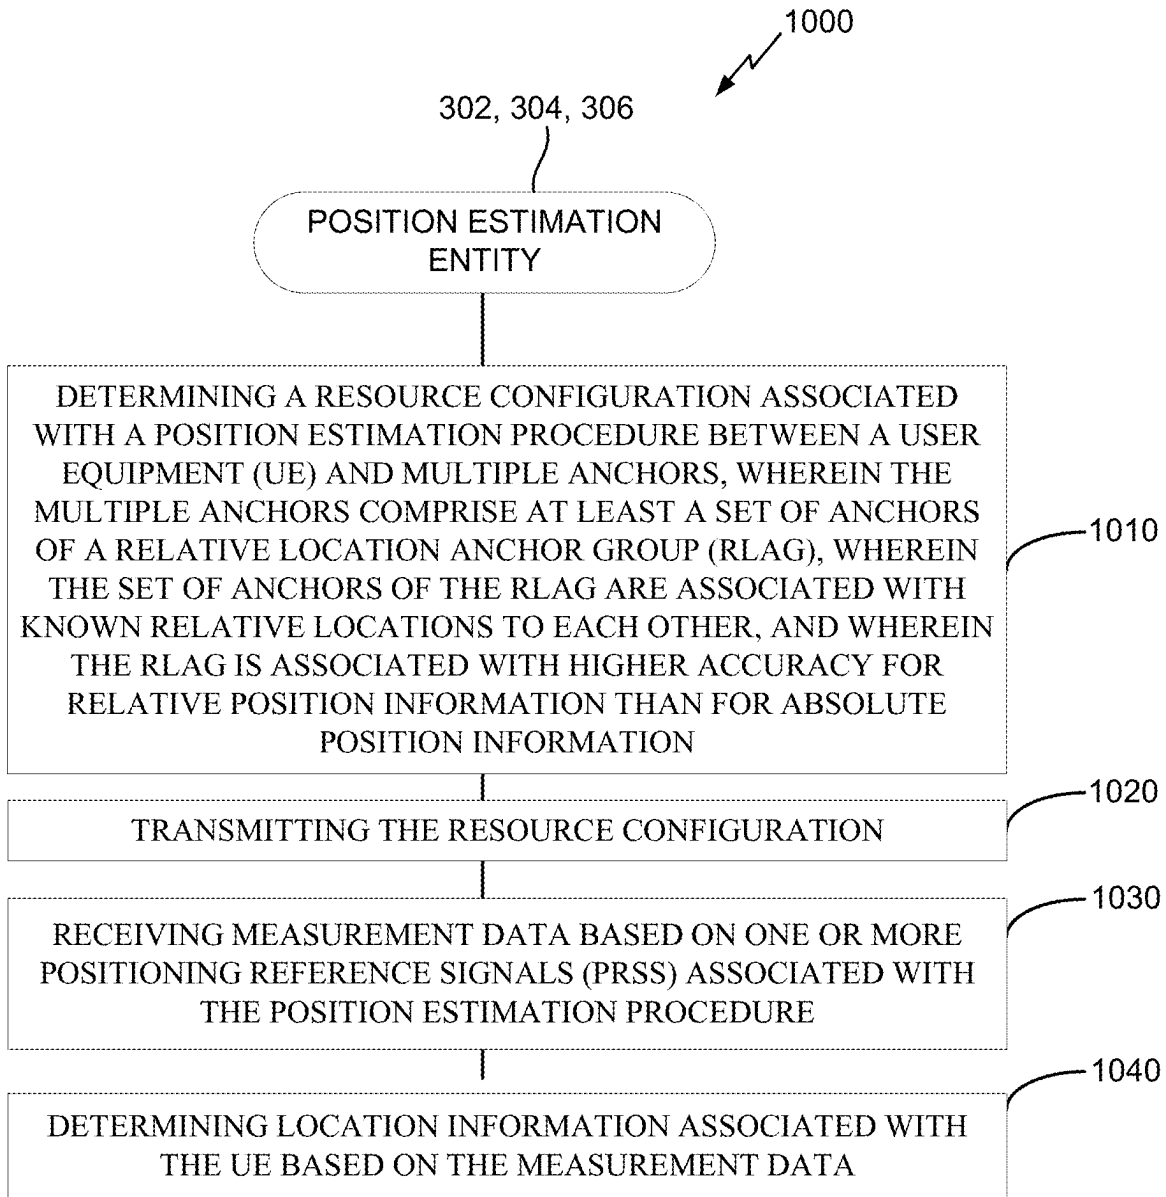 1000
302, 304, 306
POSITION ESTIMATION
ENTITY
DETERMINING A RESOURCE CONFIGURATION ASSOCIATED
WITH A POSITION ESTIMATION PROCEDURE BETWEEN A USER
EQUIPMENT (UE) AND MULTIPLE ANCHORS, WHEREIN THE
MULTIPLE ANCHORS COMPRISE AT LEAST A SET OF ANCHORS
OF A RELATIVE LOCATION ANCHOR GROUP (RLAG), WHEREIN
THE SET OF ANCHORS OF THE RLAG ARE ASSOCIATED WITH
KNOWN RELATIVE LOCATIONS TO EACH OTHER, AND WHEREIN
THE RLAG IS ASSOCIATED WITH HIGHER ACCURACY FOR
RELATIVE POSITION INFORMATION THAN FOR ABSOLUTE
POSITION INFORMATION
1010
TRANSMITTING THE RESOURCE CONFIGURATION
1020
RECEIVING MEASUREMENT DATA BASED ON ONE OR MORE
POSITIONING REFERENCE SIGNALS (PRSS) ASSOCIATED WITH
THE POSITION ESTIMATION PROCEDURE
1030
DETERMINING LOCATION INFORMATION ASSOCIATED WITH
THE UE BASED ON THE MEASUREMENT DATA
1040